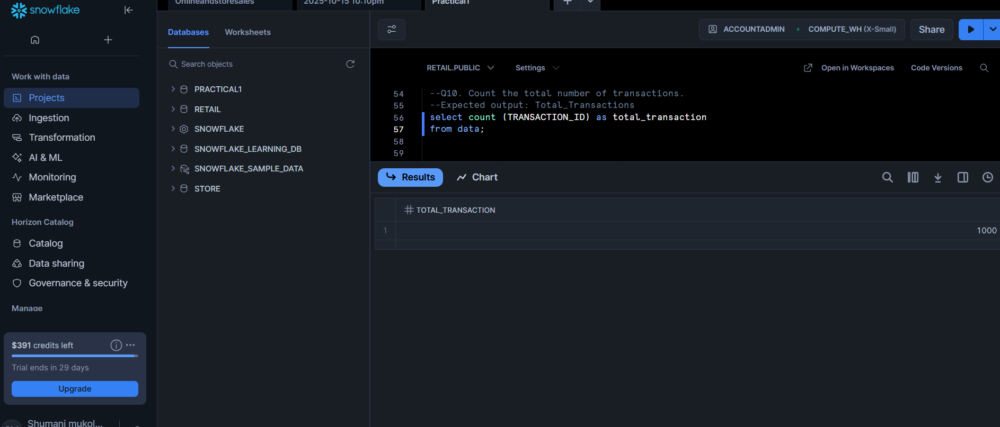 snowflake
Work with data
Projects
Ingestion
Transformation
AI & ML
Monitoring
Marketplace
Horizon Catalog
Catalog
Data sharing
Governance & security
Manage
$391 credits left
Trial ends in 29 days
Upgrade
Shumani mukol...
Onlineandstoresales
2025-10-15 10:10pm
Practical1
Databases
Worksheets
Search objects
PRACTICAL1
RETAIL
SNOWFLAKE
SNOWFLAKE_LEARNING_DB
SNOWFLAKE_SAMPLE_DATA
STORE
ACCOUNTADMIN
COMPUTE_WH (X-Small)
Share
RETAIL.PUBLIC
Settings
Open in Workspaces
Code Versions
54 --Q10. Count the total number of transactions.
55 --Expected output: Total_Transactions
56 select count (TRANSACTION_ID) as total_transaction
57 from data;
58
59
Results
Chart
TOTAL_TRANSACTION
1 1000